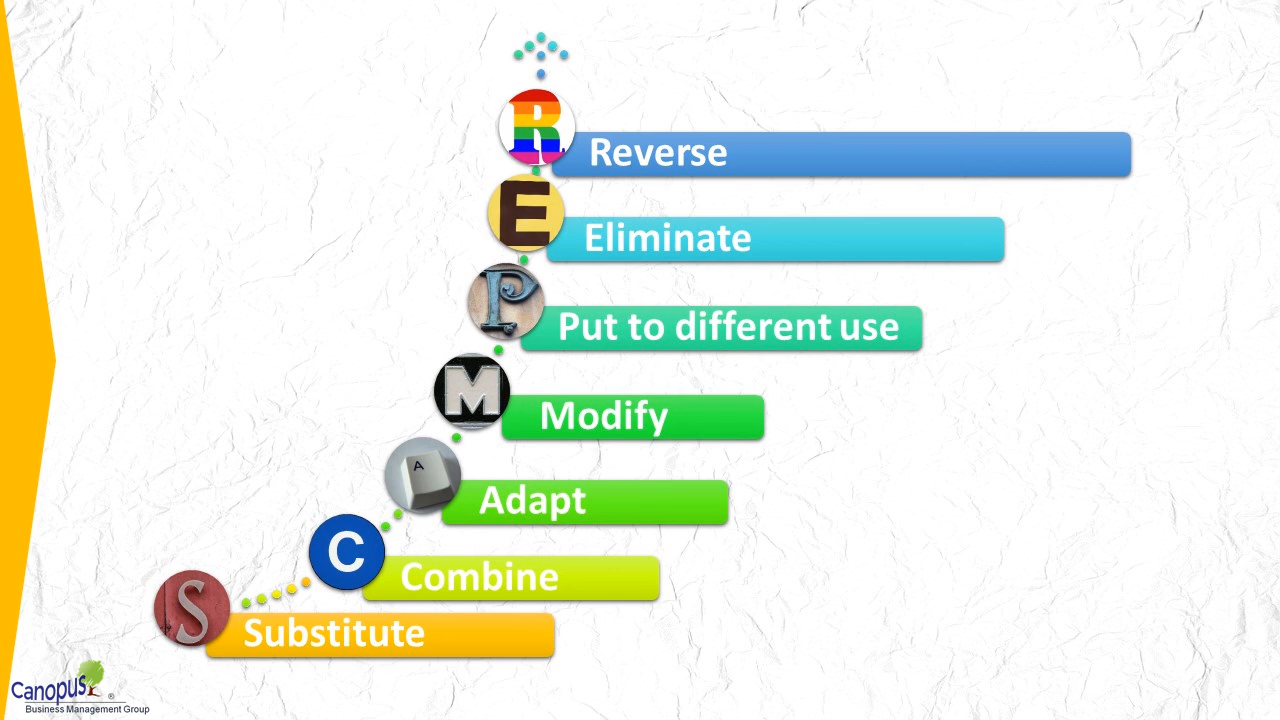 R Reverse
E Eliminate
P Put to different use
M Modify
A Adapt
C Combine
S Substitute
Canopus ®
Business Management Group